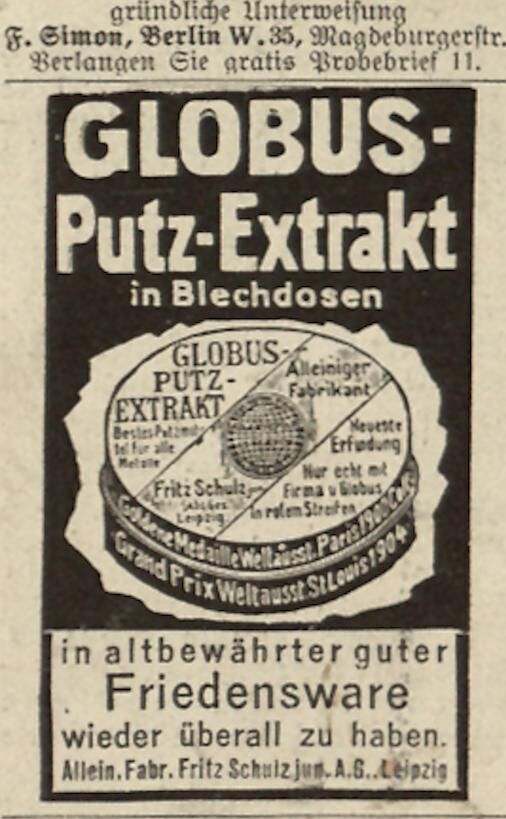 gründliche Unterweisung
F. Simon, Berlin W. 35, Magdeburgerstr.
Verlangen Sie gratis Probebrief 11.
GLOBUS-
Putz-Extrakt
in Blechdosen
GLOBUS-
PUTZ-
EXTRAKT
Bestes Putzmit-
tel für alle
Metalle
Alleiniger
Fabrikant
Neueste
Erfindung
Nur echt mit
Firma u Globus
In rotem Streifen
Fritz Schulz jun
Leipzig
Goldene Medaille Weltausst. Paris 1900
Grand Prix Weltausst St Louis 1904
in altbewährter guter
Friedensware
wieder überall zu haben.
Allein. Fabr. Fritz Schulz jun. A.G., Leipzig